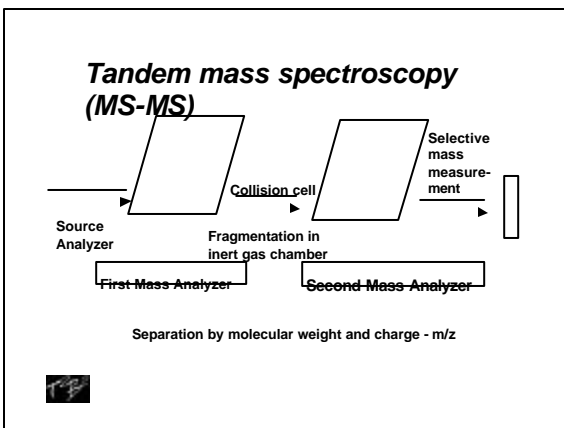 Tandem mass spectroscopy
(MS-MS)
Selective
mass
measure-
ment
Collision cell
Source
Analyzer
Fragmentation in
inert gas chamber
First Mass Analyzer
Second Mass Analyzer
Separation by molecular weight and charge - m/z